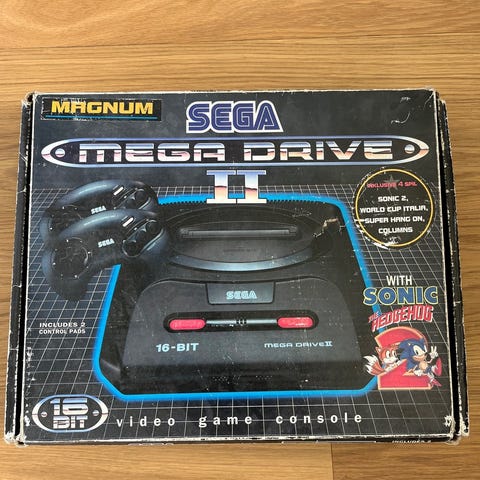 MAGNUM
SEGA
MEGA DRIVE
II
INKLUSIVE 4 SPIL
SONIC 2,
WORLD CUP ITALIA,
SUPER HANG ON,
COLUMNS
SEGA
SEGA
SEGA
16-BIT
MEGA DRIVE II
INCLUDES 2
CONTROL PADS
WITH
SONIC
THE HEDGEHOG
2
16
BIT
video game console
INCLUDES 2